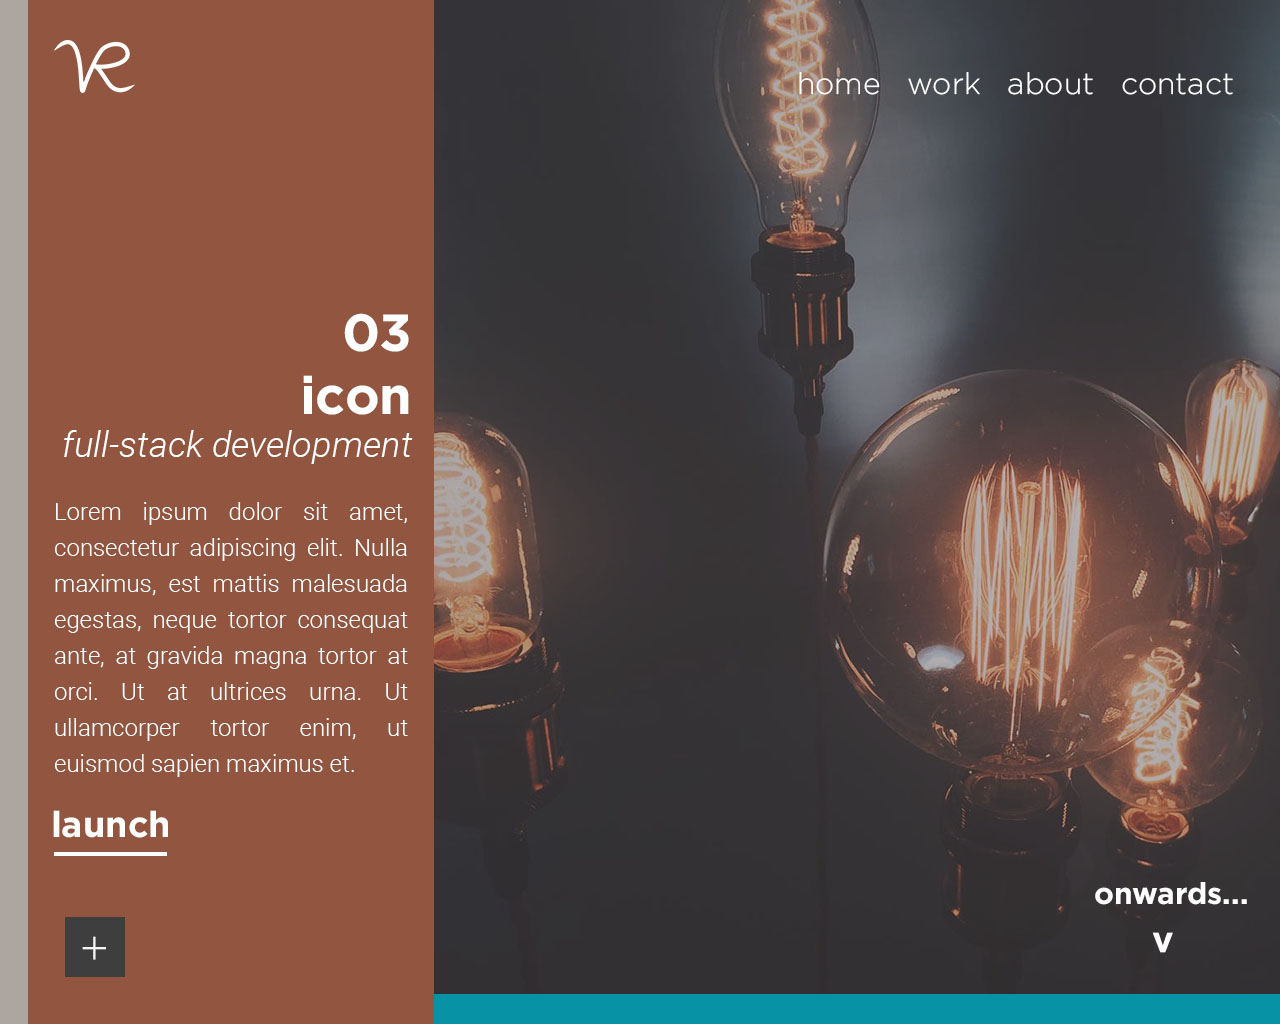 VR
home work about contact
03
icon
full-stack development
Lorem ipsum dolor sit amet,
consectetur adipiscing elit. Nulla
maximus, est mattis malesuada
egestas, neque tortor consequat
ante, at gravida magna tortor at
orci. Ut at ultrices urna. Ut
ullamcorper tortor enim, ut
euismod sapien maximus et.
launch
+
onwards...
v